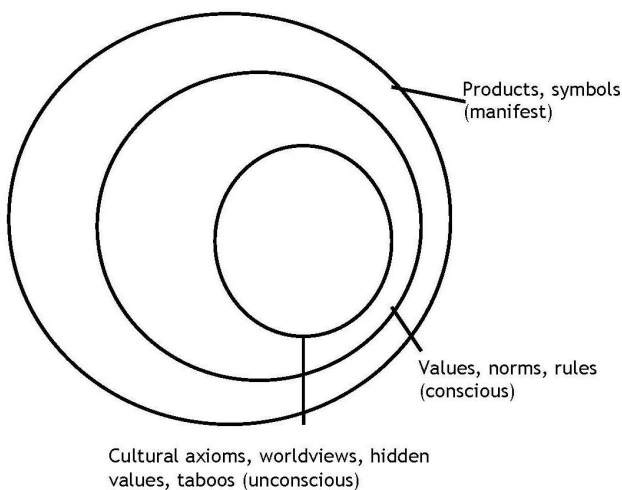 Products, symbols
(manifest)
Values, norms, rules
(conscious)
Cultural axioms, worldviews, hidden
values, taboos (unconscious)